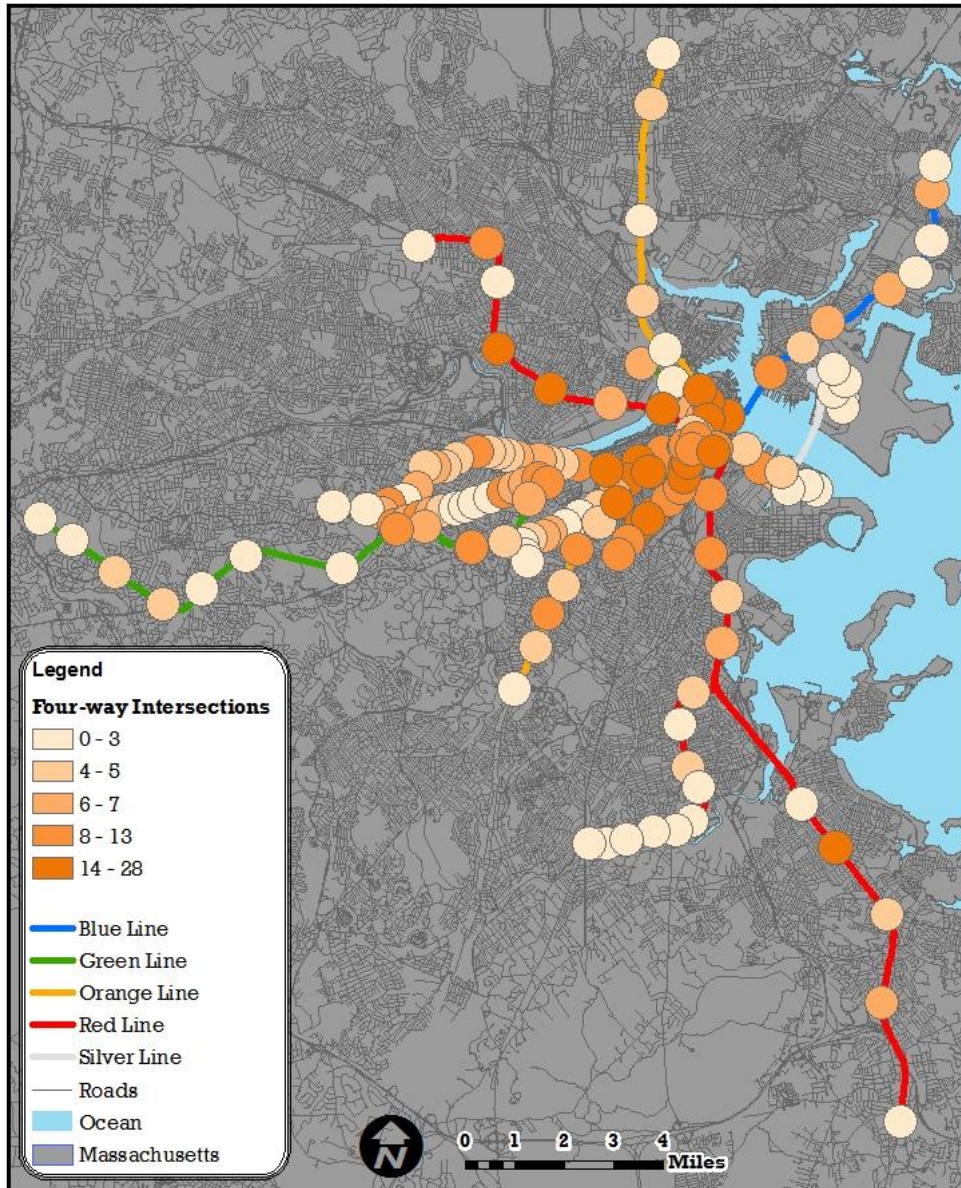 Legend
Four-way Intersections
0 - 3
4 - 5
6 - 7
8 - 13
14 - 28
Blue Line
Green Line
Orange Line
Red Line
Silver Line
Roads
Ocean
Massachusetts
N
0 1 2 3 4
Miles